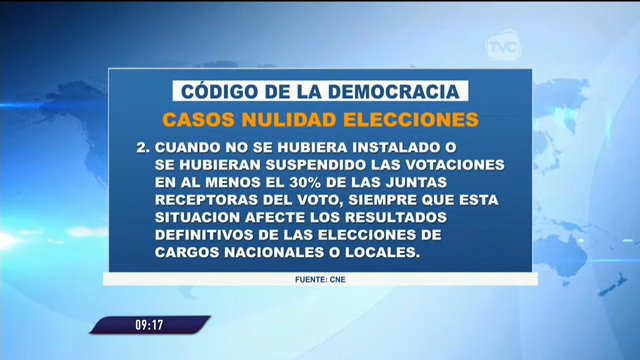 TVC
CÓDIGO DE LA DEMOCRACIA
CASOS NULIDAD ELECCIONES
2. CUANDO NO SE HUBIERA INSTALADO O
SE HUBIERAN SUSPENDIDO LAS VOTACIONES
EN AL MENOS EL 30% DE LAS JUNTAS
RECEPTORAS DEL VOTO, SIEMPRE QUE ESTA
SITUACION AFECTE LOS RESULTADOS
DEFINITIVOS DE LAS ELECCIONES DE
CARGOS NACIONALES O LOCALES.
FUENTE: CNE
09:17